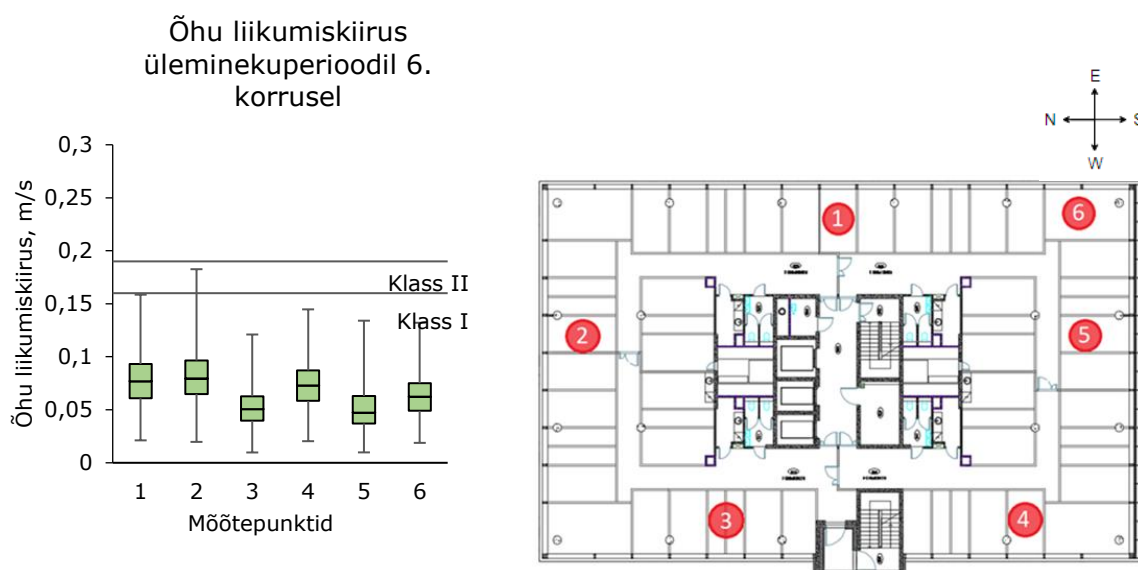 Õhu liikumiskiirus
üleminekuperioodil 6.
korrusel
Õhu liikumiskiirus, m/s
0,3
0,25
0,2
0,15
0,1
0,05
0
Klass II
Klass I
1 2 3 4 5 6
Mõõtepunktid
E
N S
W
1
6
2
5
3
4